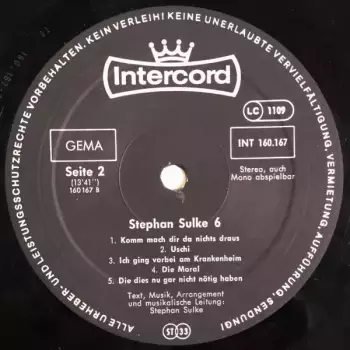 ALLE URHEBER- UND LEISTUNGSSCHUTZRECHTE VORBEHALTEN. KEIN VERLEIH! KEINE UNERLAUBTE VERVIELFÄLTIGUNG, VERMIETUNG, AUFFÜHRUNG, SENDUNG!
Intercord
LC 1109
GEMA
INT 160.167
Seite 2
(13'41'')
160 167 B
Stereo, auch
Mono abspielbar
Stephan Sulke 6
1. Komm mach dir da nichts draus
2. Uschi
3. Ich ging vorbei am Krankenheim
4. Die Moral
5. Die dies nu gar nicht nötig haben
Text, Musik, Arrangement
und musikalische Leitung:
Stephan Sulke
ST 33